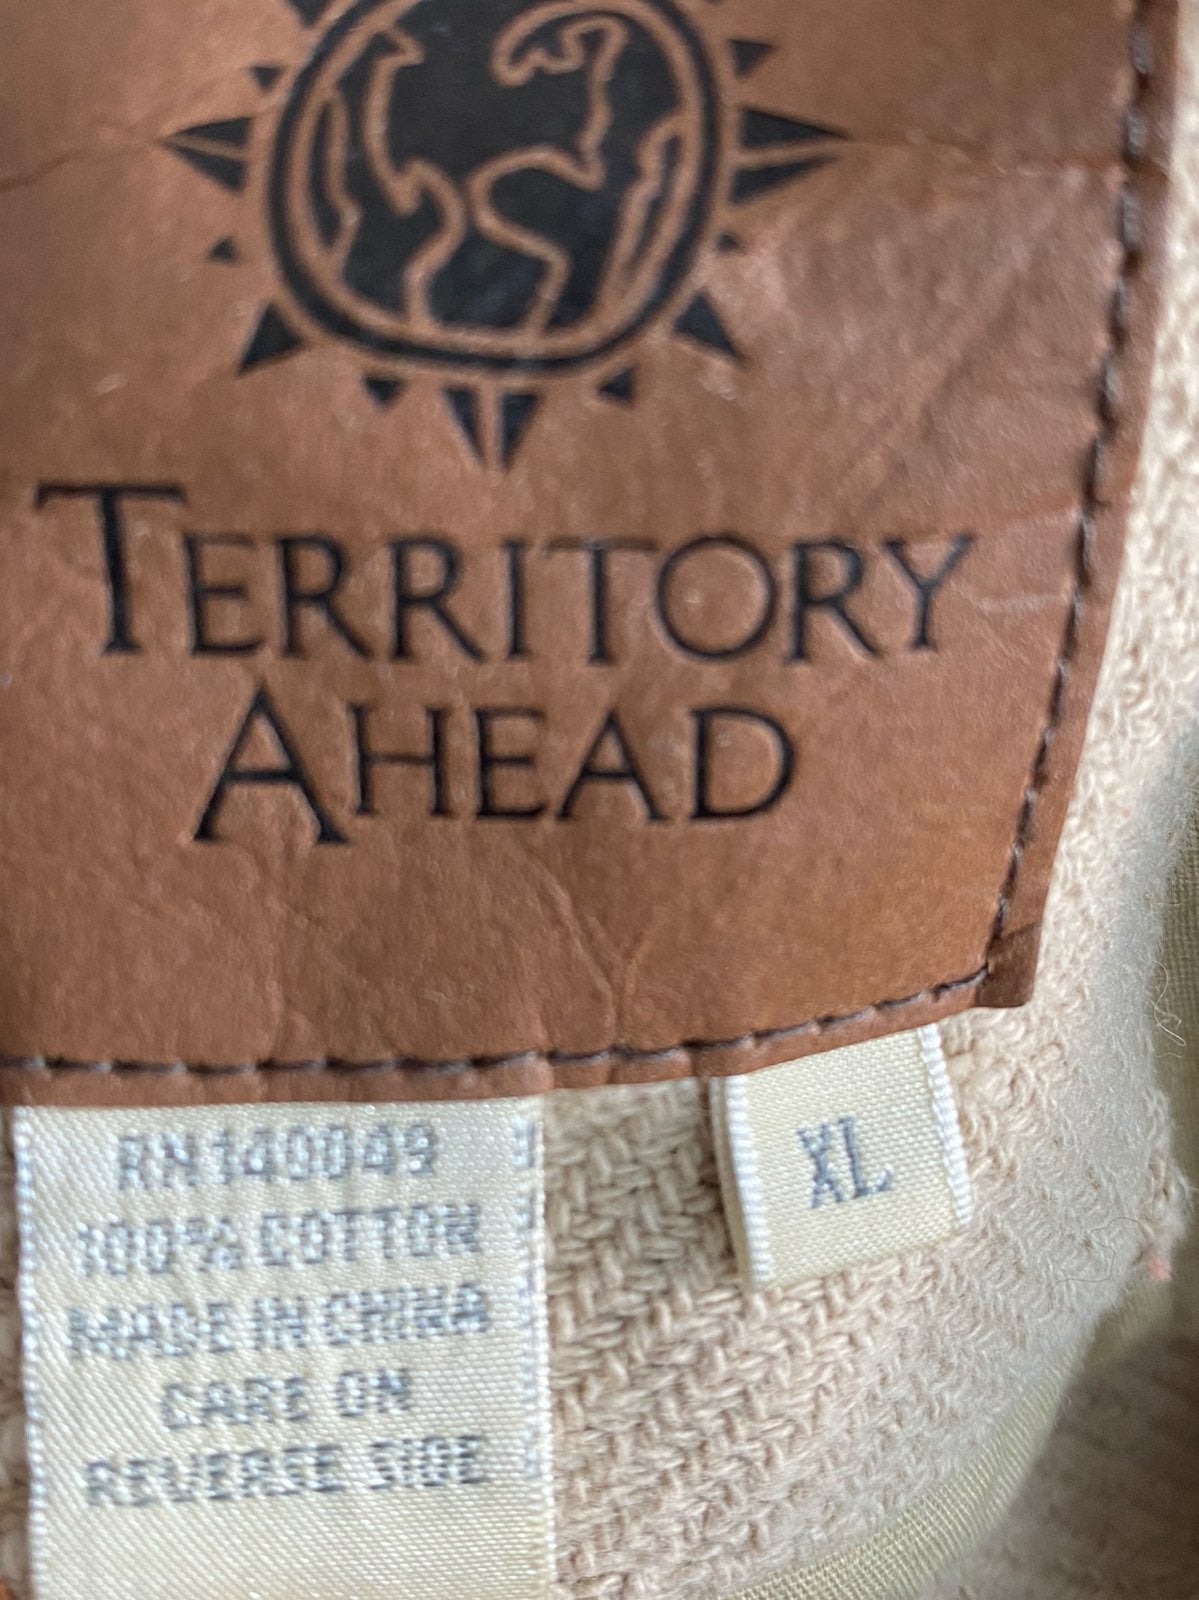 TERRITORY
AHEAD
XL
RN 140049
100% COTTON
MADE IN CHINA
CARE ON
REVERSE SIDE